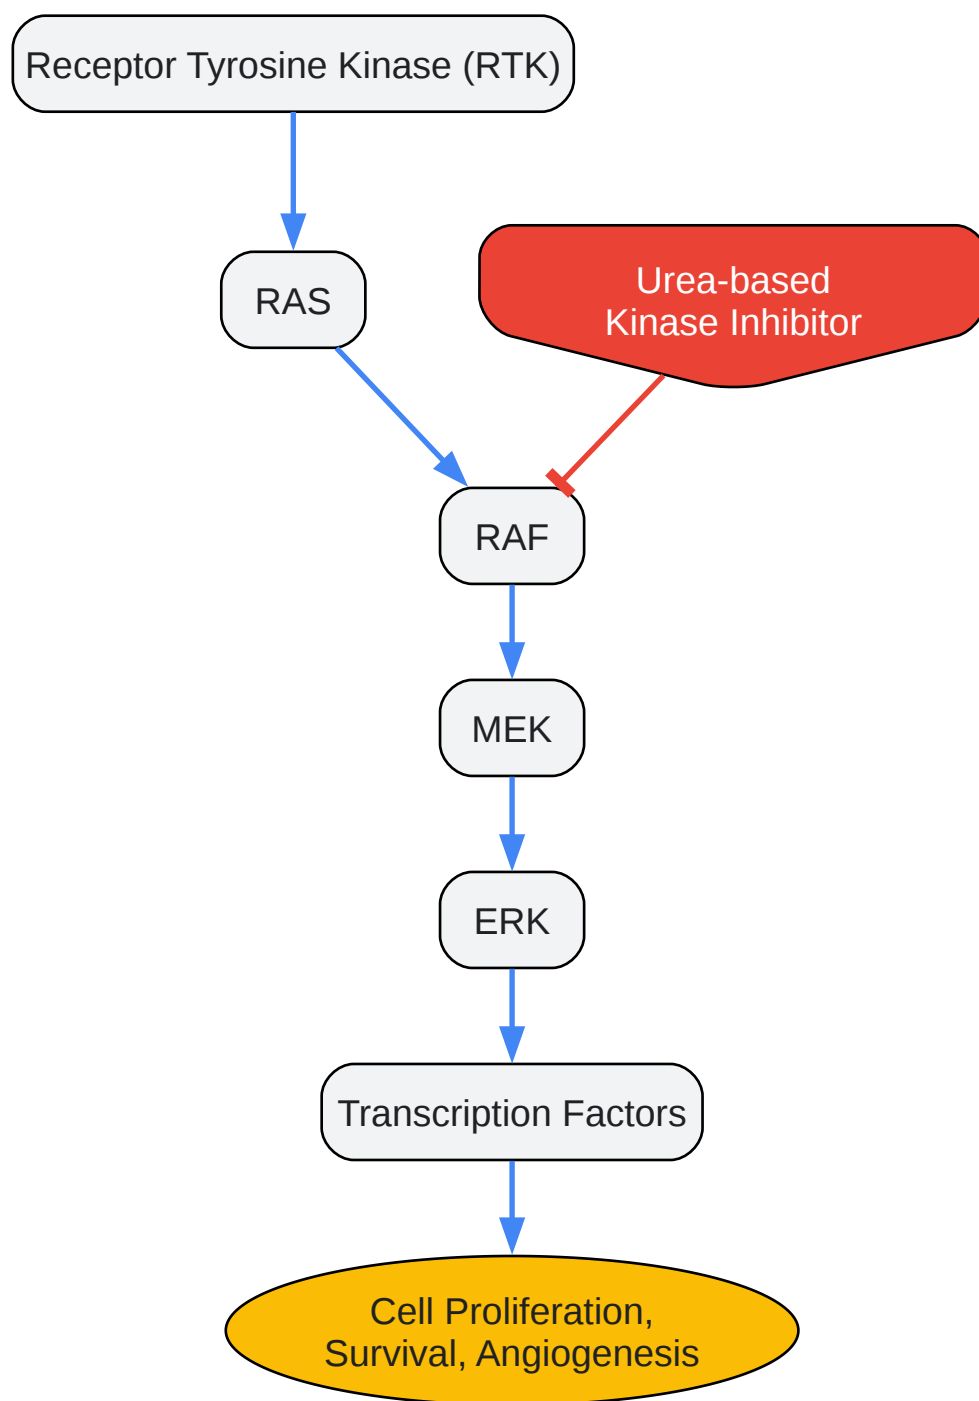 Receptor Tyrosine Kinase (RTK)
RAS
Urea-based
Kinase Inhibitor
RAF
MEK
ERK
Transcription Factors
Cell Proliferation,
Survival, Angiogenesis